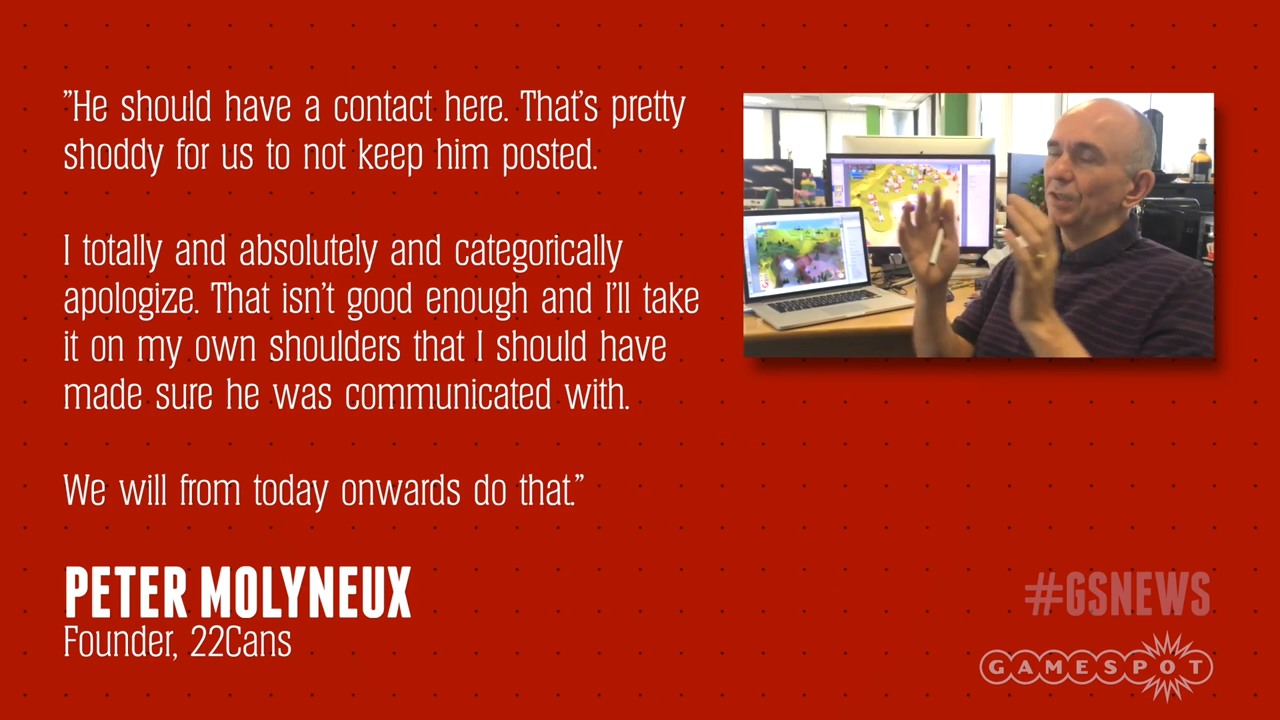 ”He should have a contact here. That’s pretty
shoddy for us to not keep him posted.
I totally and absolutely and categorically
apologize. That isn’t good enough and I’ll take
it on my own shoulders that I should have
made sure he was communicated with.
We will from today onwards do that.”
PETER MOLYNEUX
Founder, 22Cans
#GSNEWS
GAMESPOT